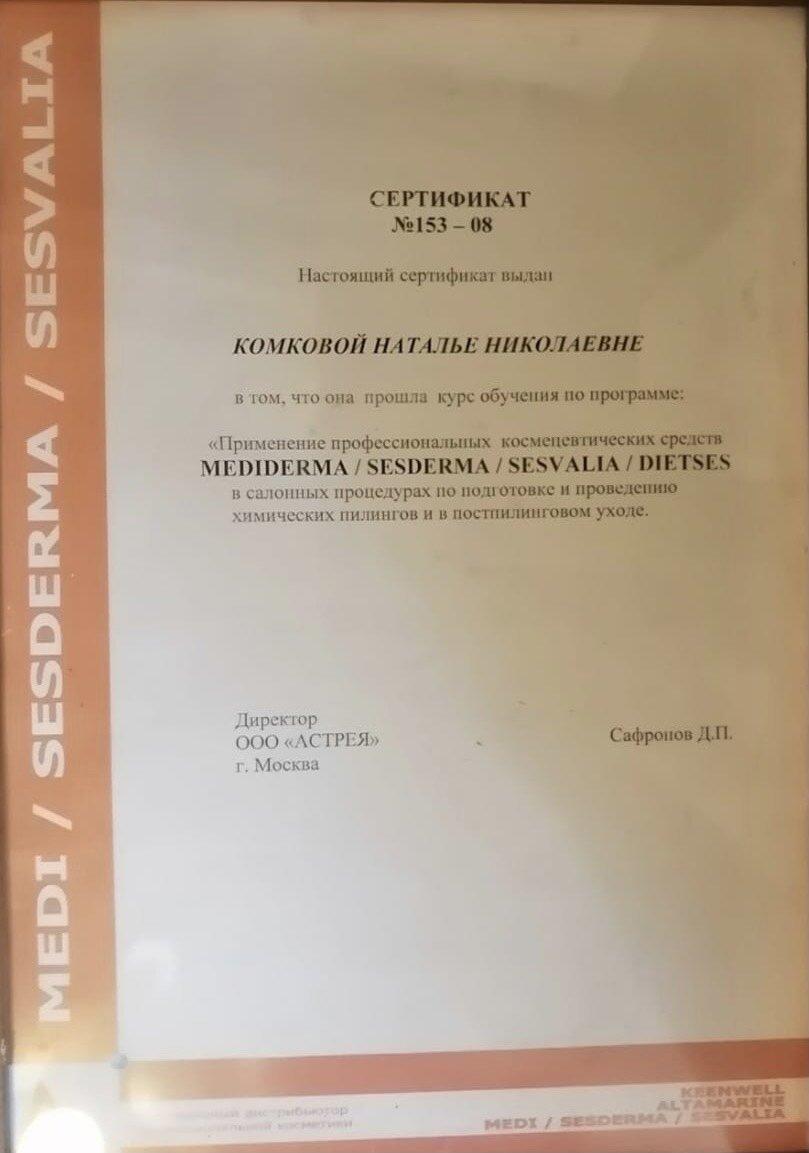 MEDI / SESDERMA / SESVALIA
СЕРТИФИКАТ
№153 – 08
Настоящий сертификат выдан
КОМКОВОЙ НАТАЛЬЕ НИКОЛАЕВНЕ
в том, что она прошла курс обучения по программе:
«Применение профессиональных космецевтических средств
MEDIDERMA / SESDERMA / SESVALIA / DIETSES
в салонных процедурах по подготовке и проведению
химических пилингов и в постпилинговом уходе.
Директор
ООО «АСТРЕЯ»
г. Москва
Сафронов Д.П.
дистрибьютор
косметики
KEENWELL
ALTAMARINE
MEDI / SESDERMA / SESVALIA